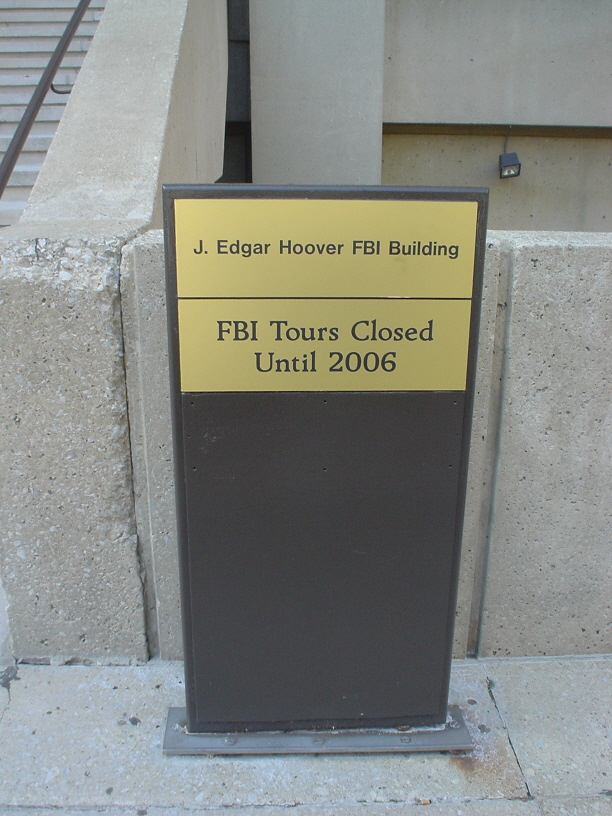 J. Edgar Hoover FBI Building
FBI Tours Closed
Until 2006